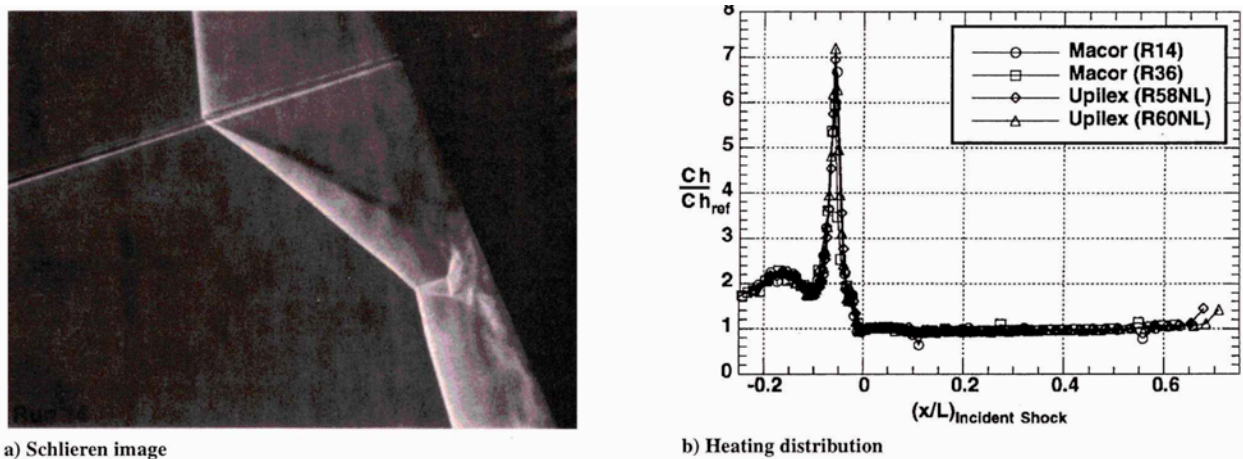 Run 14
a) Schlieren image
8
7
6
5
4
3
2
1
0
Ch
Ch_ref
-0.2
0
0.2
0.4
0.6
(x/L)Incident Shock
Macor (R14)
Macor (R36)
Upilex (R58NL)
Upilex (R60NL)
b) Heating distribution